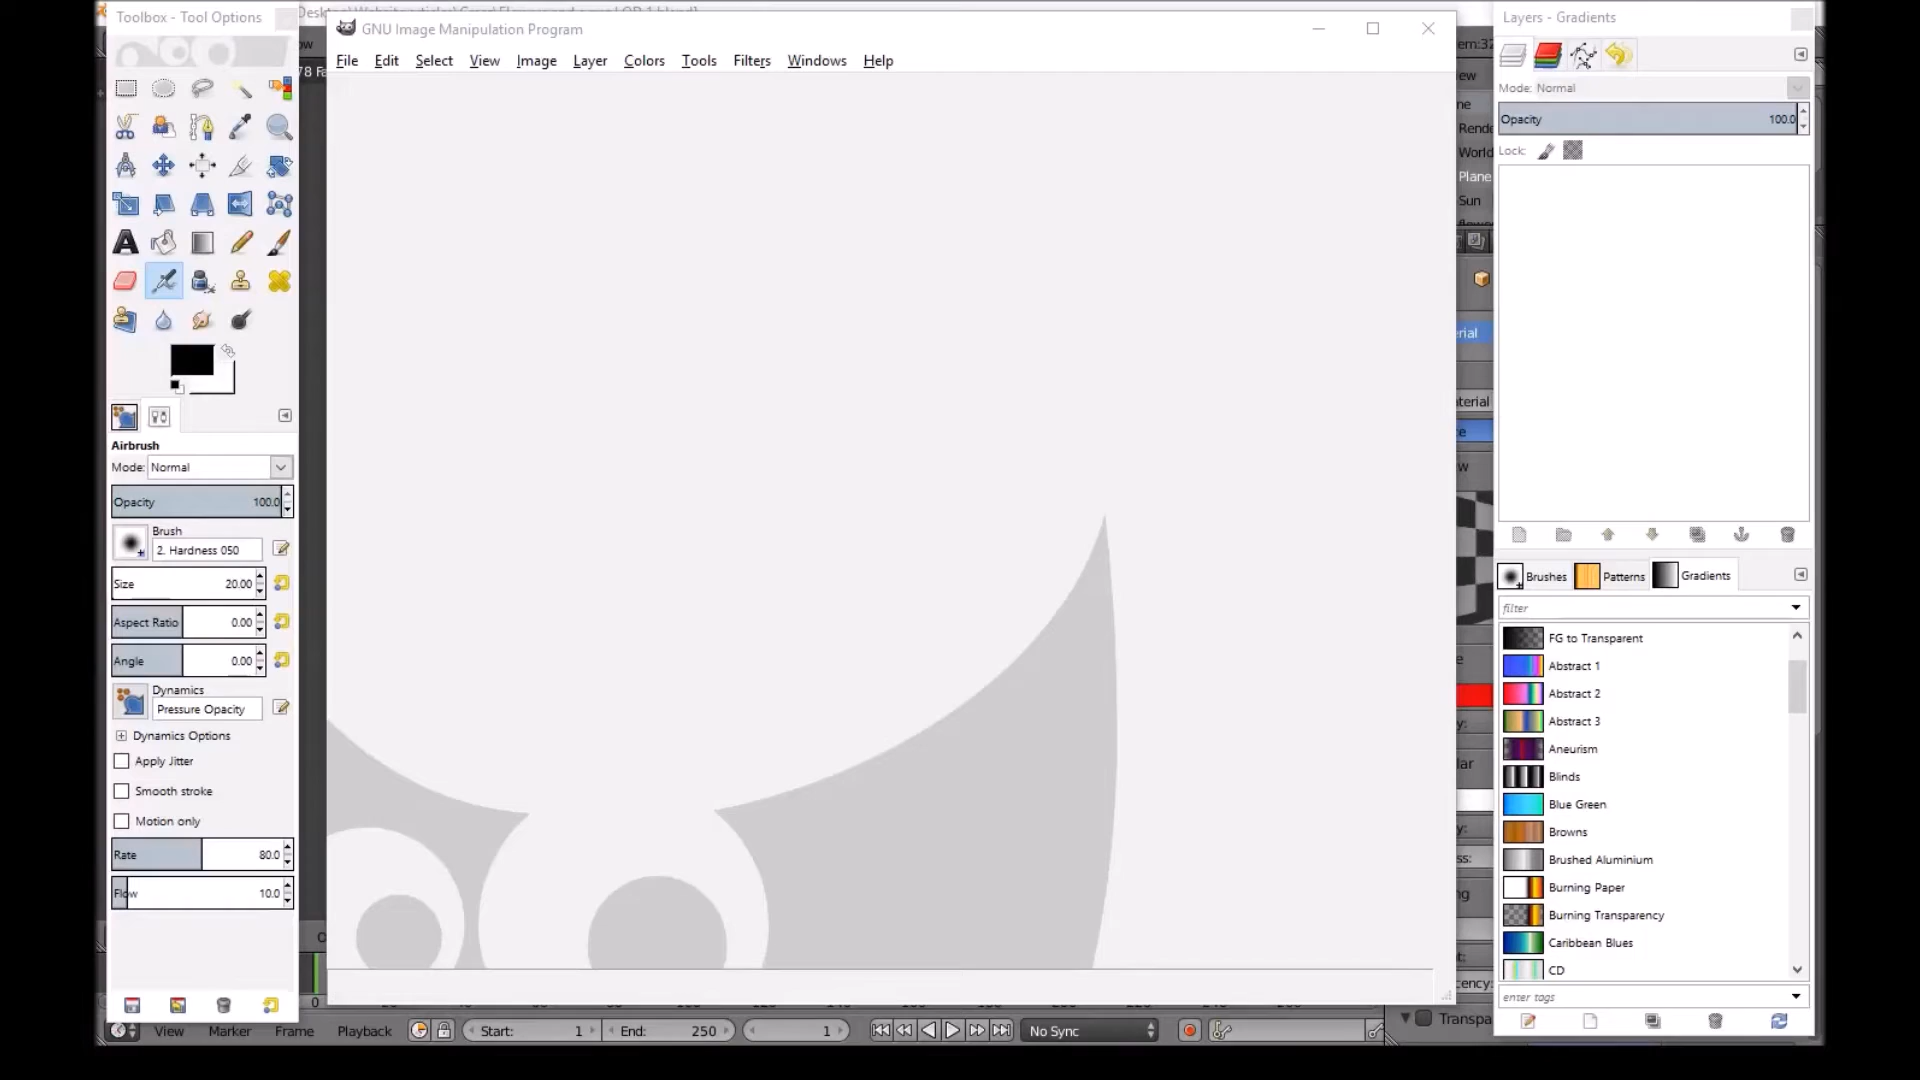 Toolbox - Tool Options
GNU Image Manipulation Program
Layers - Gradients
File Edit Select View Image Layer Colors Tools Filters Windows Help
Mode: Normal
Opacity 100.0
Lock:
Rende
World
Plane
Sun
Airbrush
Mode: Normal
Opacity 100.0
Brush
2. Hardness 050
Size 20.00
Aspect Ratio 0.00
Angle 0.00
Dynamics
Pressure Opacity
Dynamics Options
Apply Jitter
Smooth stroke
Motion only
Rate 80.0
Flow 10.0
Brushes Patterns Gradients
filter
FG to Transparent
Abstract 1
Abstract 2
Abstract 3
Aneurism
Blinds
Blue Green
Browns
Brushed Aluminium
Burning Paper
Burning Transparency
Caribbean Blues
CD
enter tags
View Marker Frame Playback Start: 1 End: 250 1 No Sync Transpa